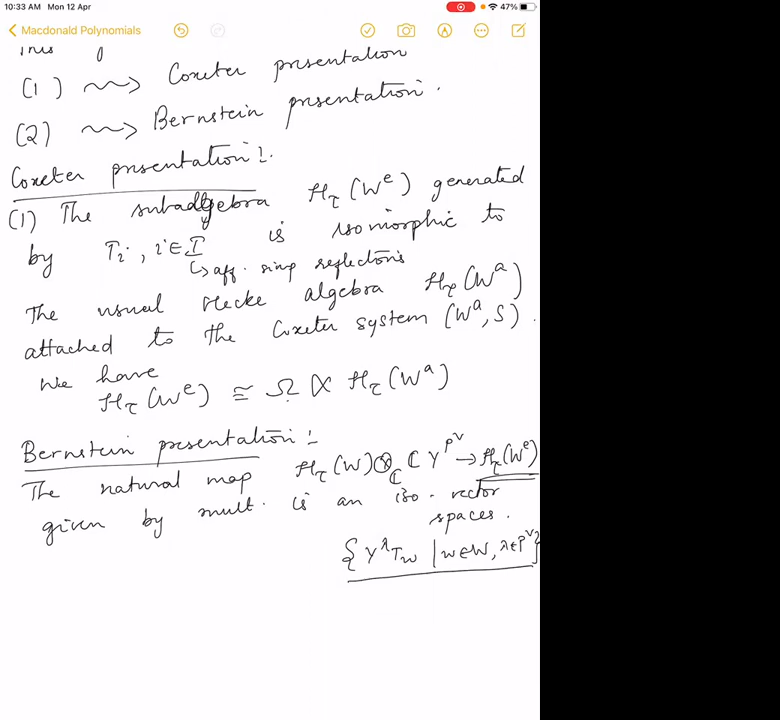 10:33 AM Mon 12 Apr
47%
Macdonald Polynomials
(1) ⇝ Coxeter presentation
(2) ⇝ Bernstein presentation.
Coxeter presentation:
(1) The subalgebra H_τ(W^e) generated
by T_i, i ∈ I is isomorphic to
↳ aff. simp reflections
The usual Hecke algebra H_τ(W^a)
attached to the Coxeter system (W^a, S).
We have
H_τ(W^e) ≅ Ω ⋉ H_τ(W^a)
Bernstein presentation:
The natural map H_τ(W) ⊗_ℂ ℂ Y^{P^∨} → H_τ(W^e)
given by mult. is an iso. vector
spaces.
{Y^λ T_w | w∈W, λ∈P^∨}